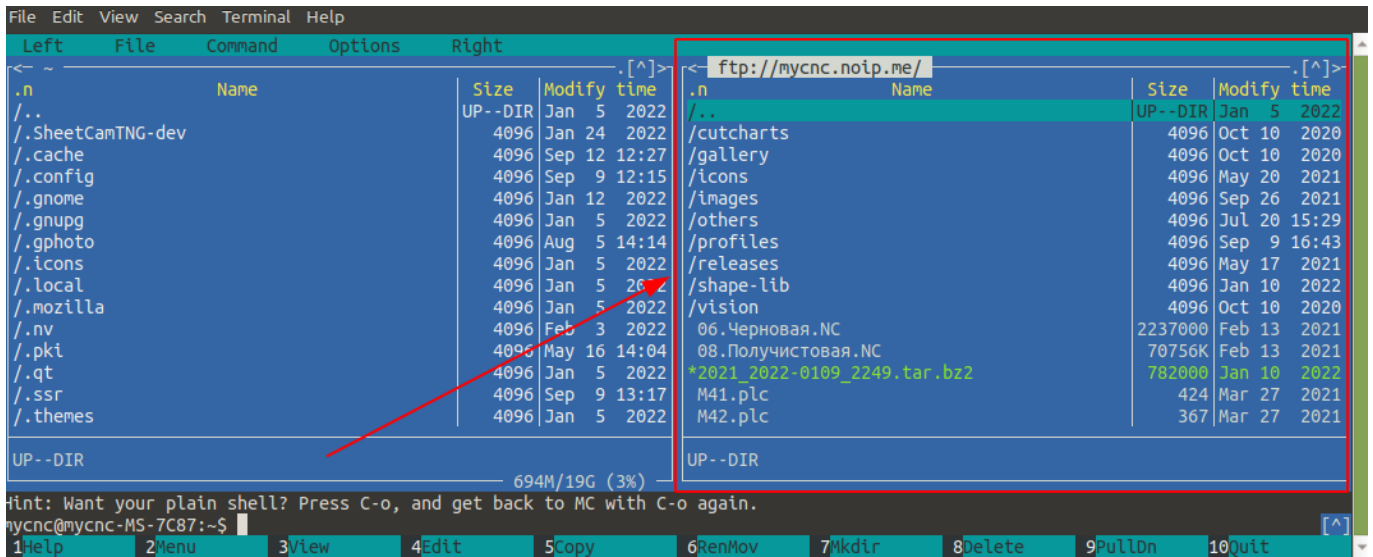 File Edit View Search Terminal Help
Left File Command Options Right
<— ~ .[^]> <— ftp://mycnc.noip.me/ .[^]>
.n Name Size Modify time .n Name Size Modify time
/.. UP--DIR Jan 5 2022 /.. UP--DIR Jan 5 2022
/.SheetCamTNG-dev 4096 Jan 24 2022 /cutcharts 4096 Oct 10 2020
/.cache 4096 Sep 12 12:27 /gallery 4096 Oct 10 2020
/.config 4096 Sep 9 12:15 /icons 4096 May 20 2021
/.gnome 4096 Jan 12 2022 /images 4096 Sep 26 2021
/.gnupg 4096 Jan 5 2022 /others 4096 Jul 20 15:29
/.gphoto 4096 Aug 5 14:14 /profiles 4096 Sep 9 16:43
/.icons 4096 Jan 5 2022 /releases 4096 May 17 2021
/.local 4096 Jan 5 2022 /shape-lib 4096 Jan 10 2022
/.mozilla 4096 Jan 5 2022 /vision 4096 Oct 10 2020
/.nv 4096 Feb 3 2022 06.Черновая.NC 2237000 Feb 13 2021
/.pki 4096 May 16 14:04 08.Получистовая.NC 70756K Feb 13 2021
/.qt 4096 Jan 5 2022 *2021_2022-0109_2249.tar.bz2 782000 Jan 10 2022
/.ssr 4096 Sep 9 13:17 M41.plc 424 Mar 27 2021
/.themes 4096 Jan 5 2022 M42.plc 367 Mar 27 2021
UP--DIR UP--DIR
694M/19G (3%)
Hint: Want your plain shell? Press C-o, and get back to MC with C-o again.
mycnc@mycnc-MS-7C87:~$ [^]
1Help 2Menu 3View 4Edit 5Copy 6RenMov 7Mkdir 8Delete 9PullDn 10Quit